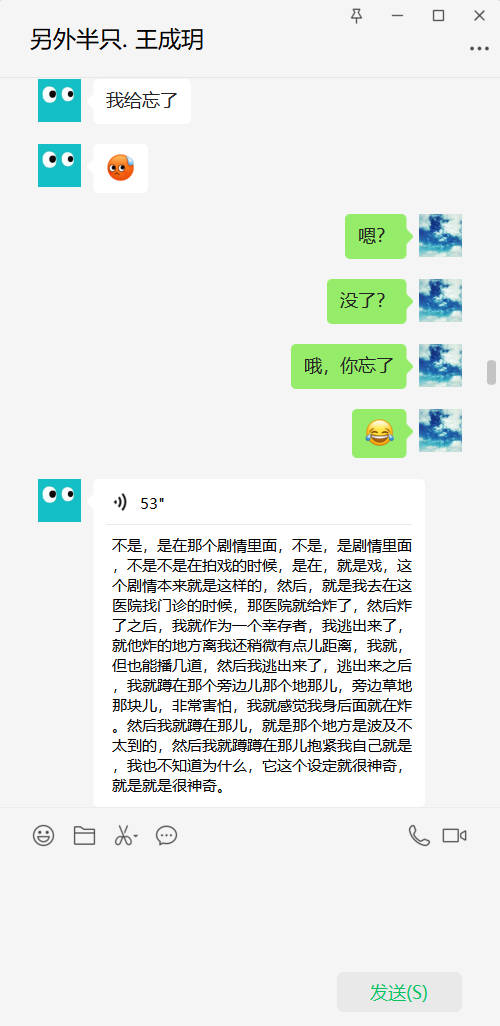 另外半只. 王成玥
我给忘了
嗯？
没了？
哦，你忘了
53"
不是，是在那个剧情里面，不是，是剧情里面
，不是不是在拍戏的时候，是在，就是戏，这
个剧情本来就是这样的，然后，就是我去在这
医院找门诊的时候，那医院就给炸了，然后炸
了之后，我就作为一个幸存者，我逃出来了，
就他炸的地方离我还稍微有点儿距离，我就，
但也能播几道，然后我逃出来了，逃出来之后
，我就蹲在那个旁边儿那个地那儿，旁边草地
那块儿，非常害怕，我就感觉我身后面就在炸
。然后我就蹲在那儿，就是那个地方是波及不
太到的，然后我就蹲蹲在那儿抱紧我自己就是
，我也不知道为什么，它这个设定就很神奇，
就是就是很神奇。
发送(S)